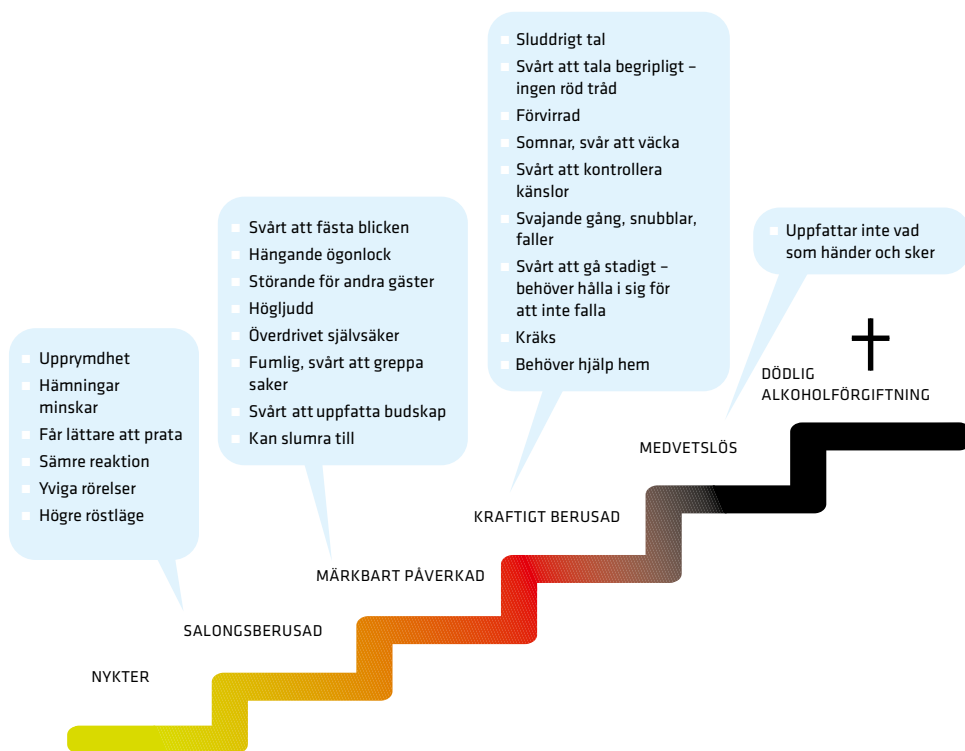 Upprymdhet
Hämningar
minskar
Får lättare att prata
Sämre reaktion
Yviga rörelser
Högre röstläge
Svårt att fästa blicken
Hängande ögonlock
Störande för andra gäster
Högljudd
Överdrivet självsäker
Fumlig, svårt att greppa
saker
Svårt att uppfatta budskap
Kan slumra till
Sluddrigt tal
Svårt att tala begripligt –
ingen röd tråd
Förvirrad
Somnar, svår att väcka
Svårt att kontrollera
känslor
Svajande gång, snubblar,
faller
Svårt att gå stadigt –
behöver hålla i sig för
att inte falla
Kräks
Behöver hjälp hem
Uppfattar inte vad
som händer och sker
NYKTER
SALONGSBERUSAD
MÄRKBART PÅVERKAD
KRAFTIGT BERUSAD
MEDVETSLÖS
DÖDLIG
ALKOHOLFÖRGIFTNING